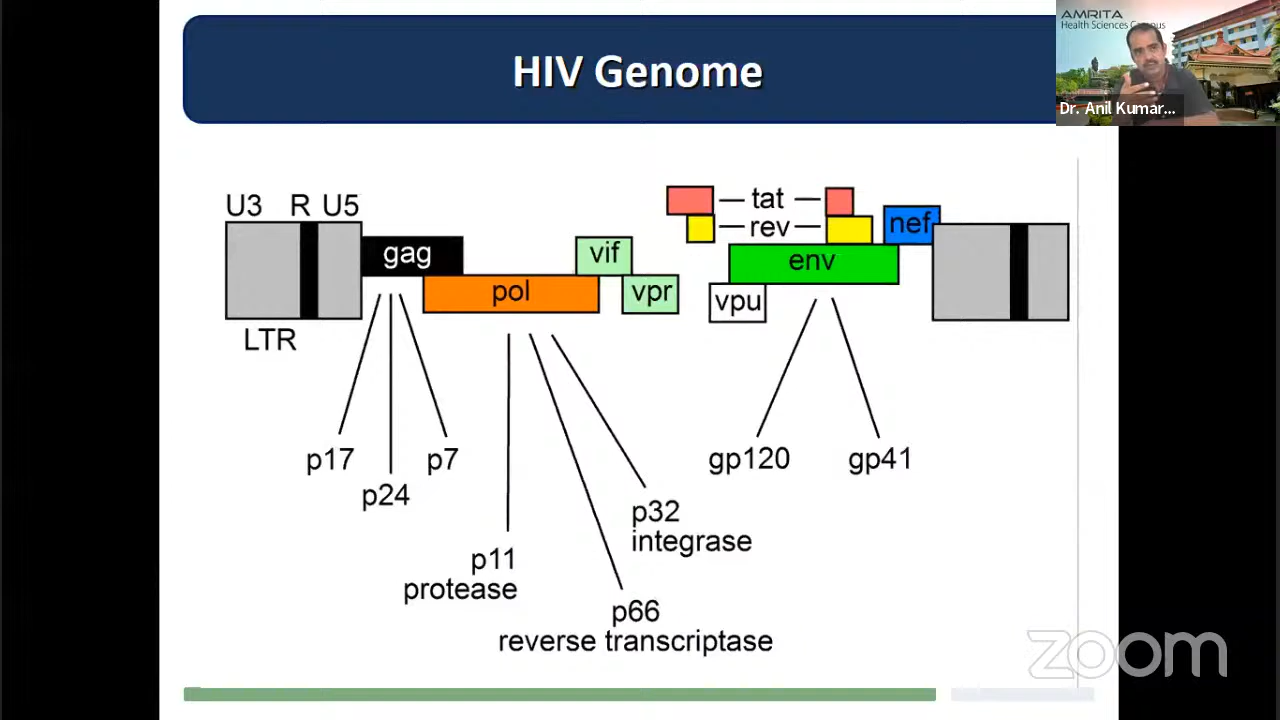 HIV Genome
AMRITA
Health Sciences Campus
Dr. Anil Kumar...
U3 R U5
tat
rev
nef
gag
vif
env
pol
vpr
vpu
LTR
p17
p24
p7
gp120
gp41
p32
integrase
p11
protease
p66
reverse transcriptase
zoom